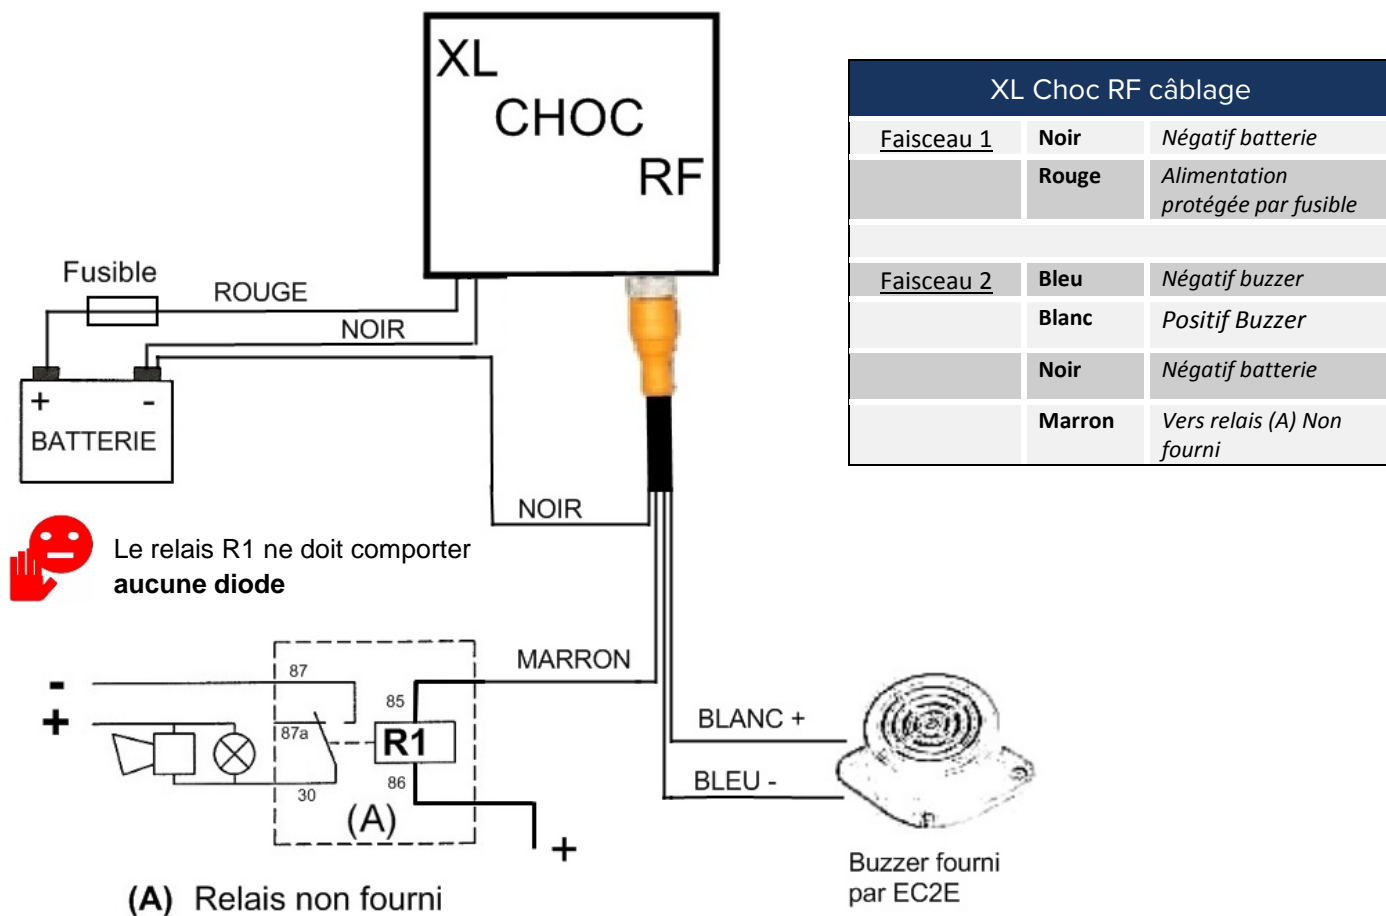 XL
CHOC
RF
Fusible
ROUGE
NOIR
+ -
BATTERIE
NOIR
Le relais R1 ne doit comporter
aucune diode
MARRON
-
+
87
85
87a
R1
86
30
(A)
+
(A) Relais non fourni
BLANC +
BLEU -
Buzzer fourni
par EC2E
XL Choc RF câblage
Faisceau 1 Noir Négatif batterie
Rouge Alimentation
protégée par fusible
Faisceau 2 Bleu Négatif buzzer
Blanc Positif Buzzer
Noir Négatif batterie
Marron Vers relais (A) Non
fourni